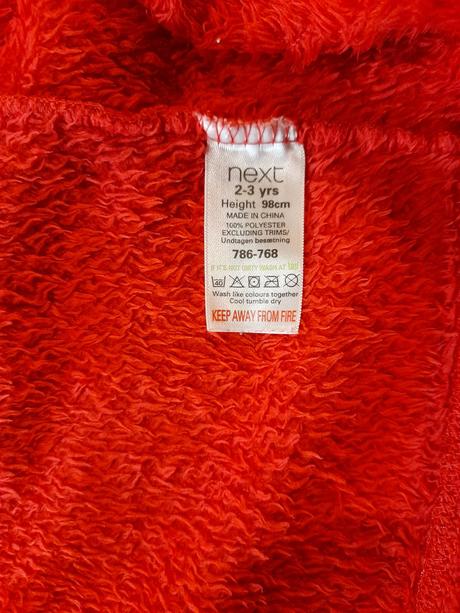 next
2-3 yrs
Height 98cm
MADE IN CHINA
100% POLYESTER
EXCLUDING TRIMS/
Undtagen besætning
786-768
IF IT'S NOT DIRTY WASH AT 30°
40
Wash like colours together
Cool tumble dry
KEEP AWAY FROM FIRE